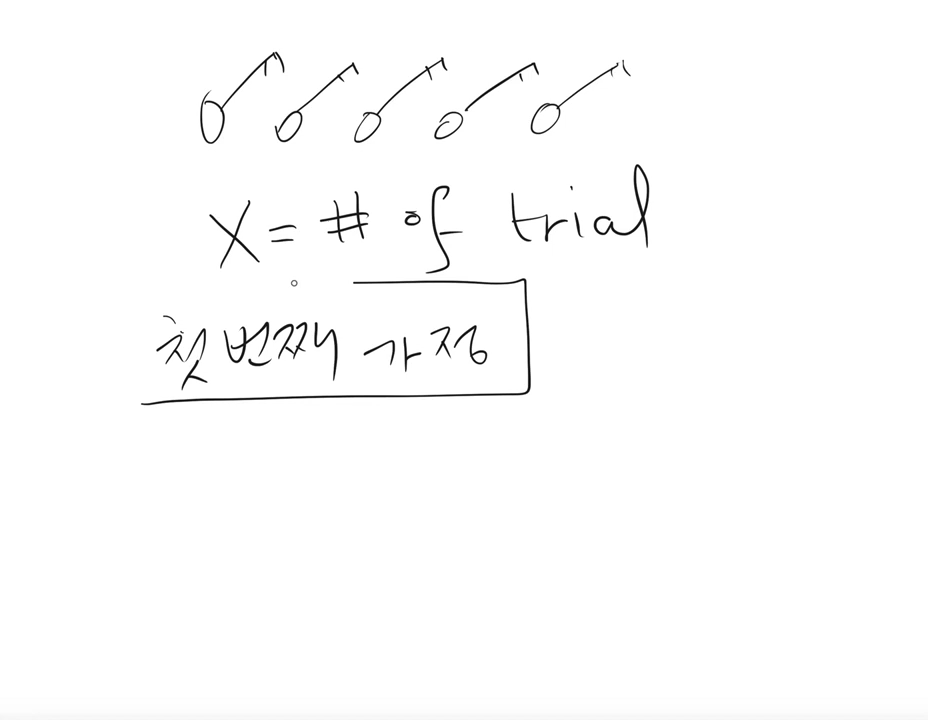 X = # of trial
첫 번째 가정